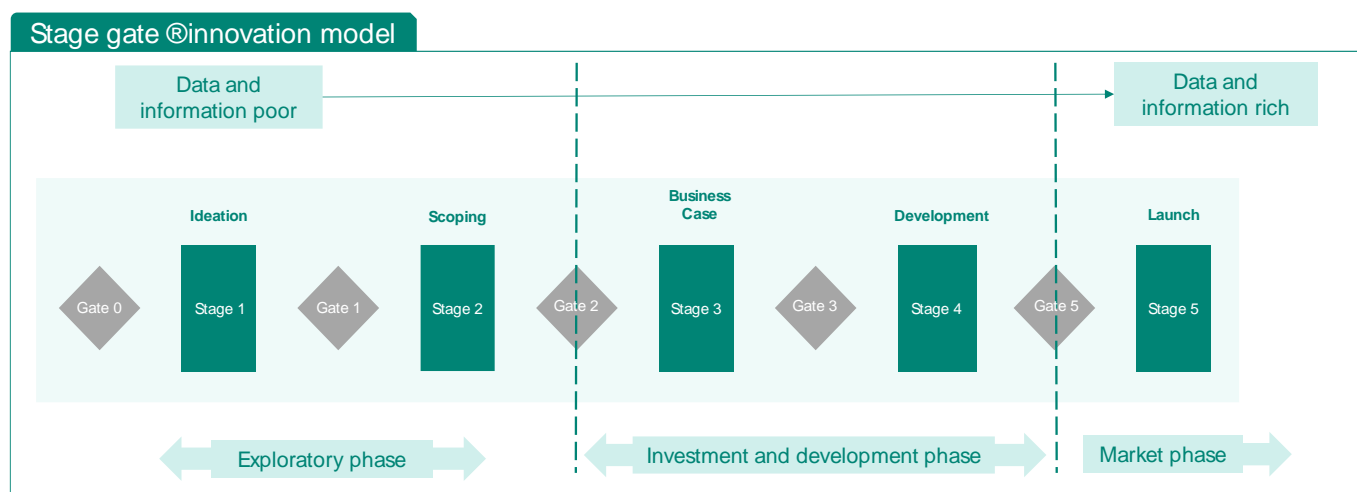 Stage gate ®innovation model
Data and
information poor
Data and
information rich
Ideation
Scoping
Business
Case
Development
Launch
Gate 0
Stage 1
Gate 1
Stage 2
Gate 2
Stage 3
Gate 3
Stage 4
Gate 5
Stage 5
Exploratory phase
Investment and development phase
Market phase